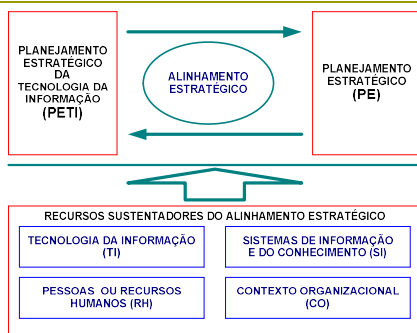 PLANEJAMENTO
ESTRATÉGICO
DA
TECNOLOGIA DA
INFORMAÇÃO
(PETI)
ALINHAMENTO
ESTRATÉGICO
PLANEJAMENTO
ESTRATÉGICO
(PE)
RECURSOS SUSTENTADORES DO ALINHAMENTO ESTRATÉGICO
TECNOLOGIA DA INFORMAÇÃO
(TI)
SISTEMAS DE INFORMAÇÃO
E DO CONHECIMENTO (SI)
PESSOAS OU RECURSOS
HUMANOS (RH)
CONTEXTO ORGANIZACIONAL
(CO)